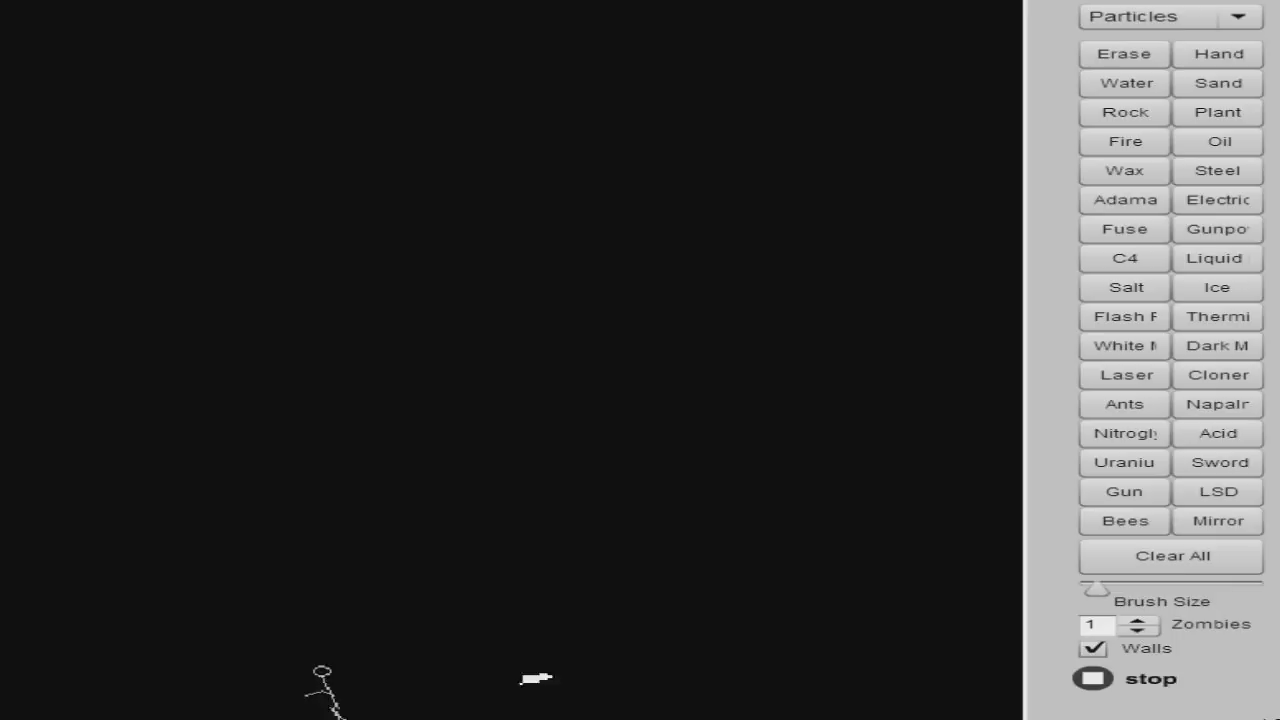 Particles
Erase Hand
Water Sand
Rock Plant
Fire Oil
Wax Steel
Adama Electric
Fuse Gunpo
C4 Liquid
Salt Ice
Flash F Thermi
White M Dark M
Laser Cloner
Ants Napalm
Nitrogly Acid
Uraniu Sword
Gun LSD
Bees Mirror
Clear All
Brush Size
1 Zombies
Walls
stop